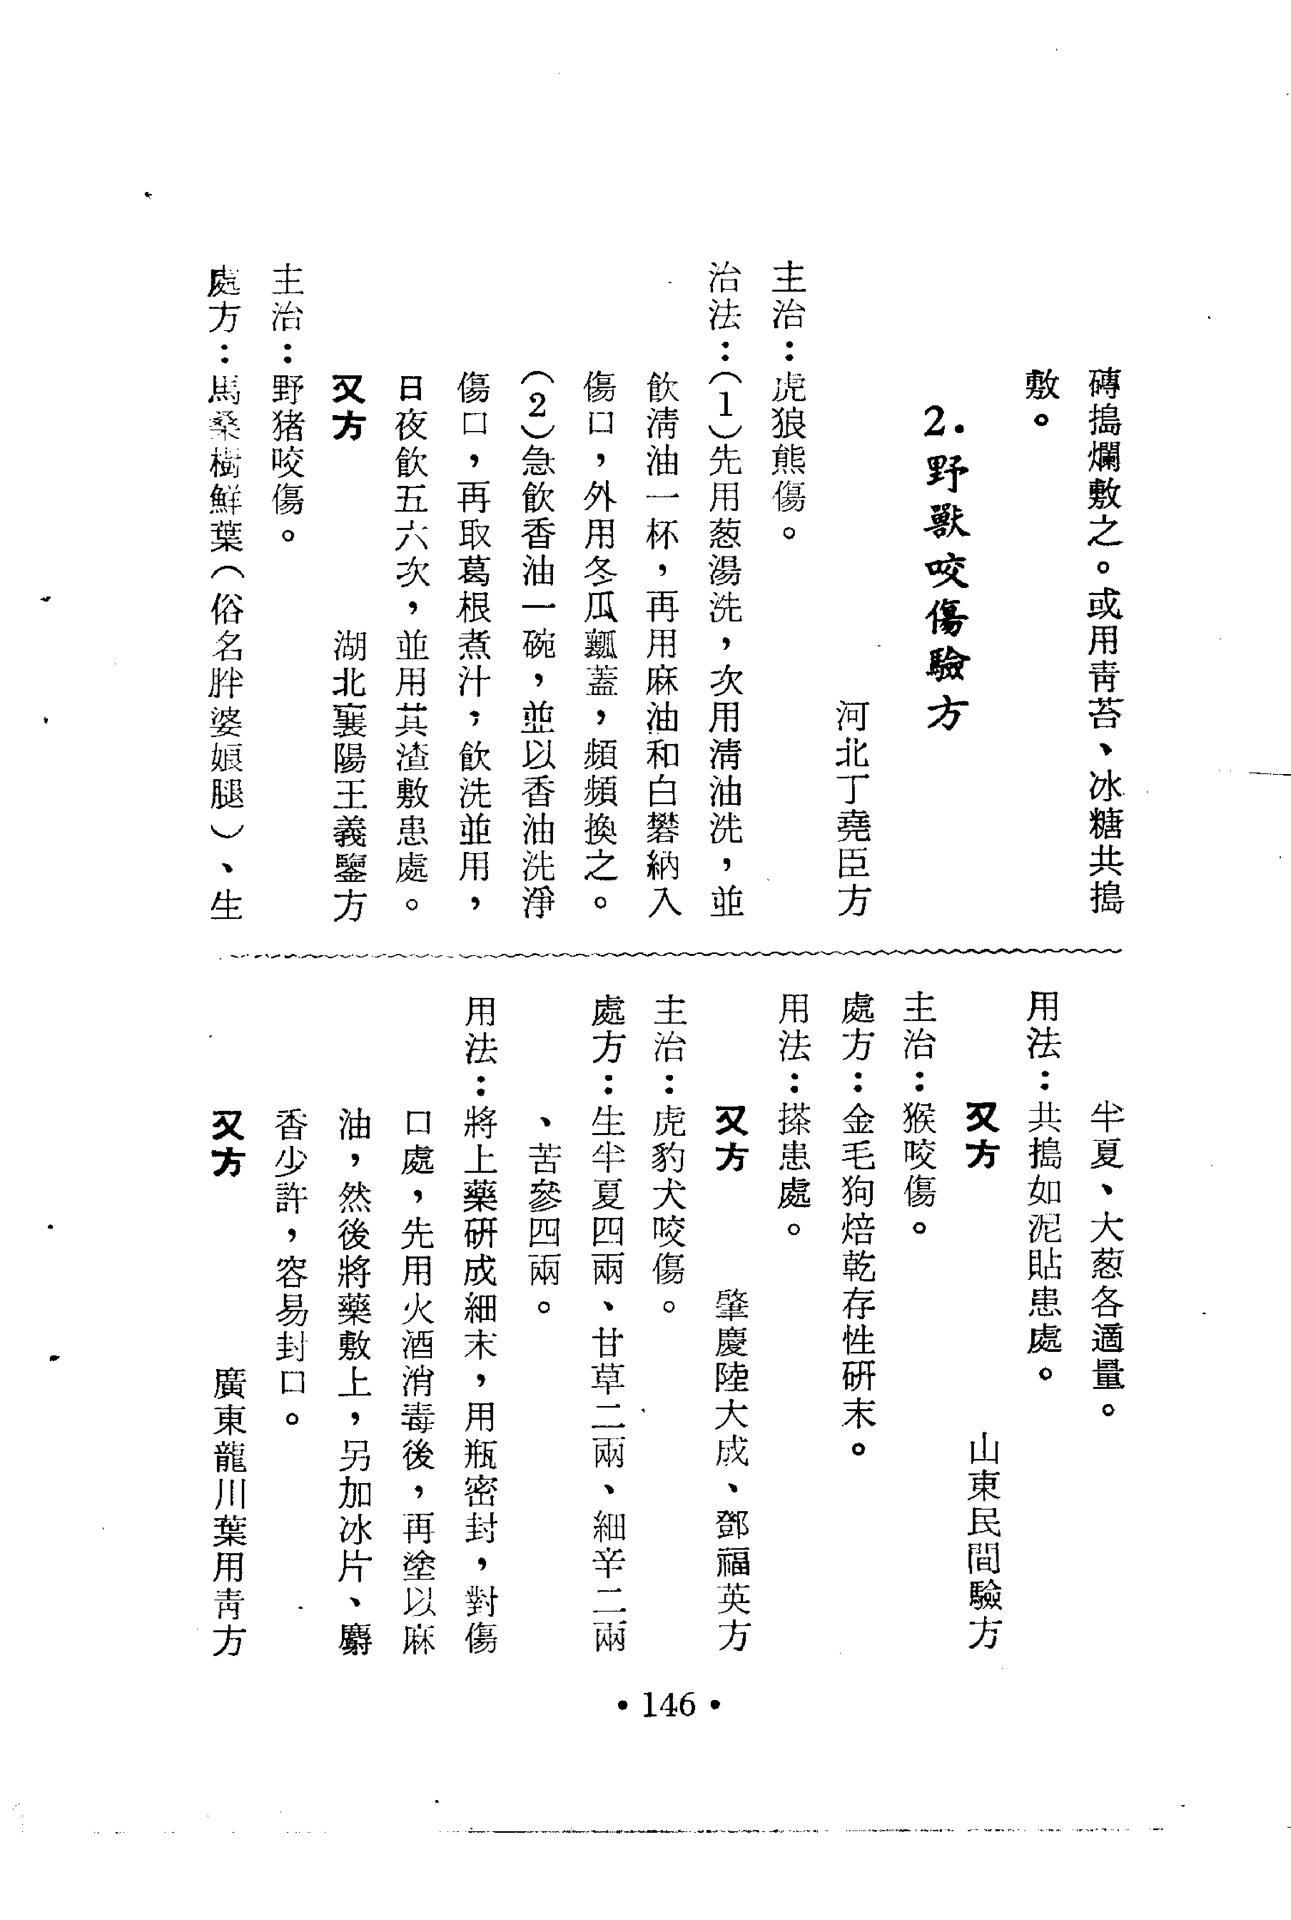 磚搗爛敷之。或用靑苔、冰糖共搗
敷。
2.野獸咬傷驗方
河北丁堯臣方
主治：虎狼熊傷。
治法：（1）先用葱湯洗，次用淸油洗，並
飲淸油一杯，再用麻油和白礬納入
傷口，外用冬瓜瓤蓋，頻頻換之。
（2）急飲香油一碗，並以香油洗淨
傷口，再取葛根煮汁；飲洗並用，
日夜飲五六次，並用其渣敷患處。
又方　湖北襄陽王義鑒方
主治：野猪咬傷。
處方：馬桑樹鮮葉（俗名胖婆娘腿）、生
半夏、大葱各適量。
用法：共搗如泥貼患處。
又方　山東民間驗方
主治：猴咬傷。
處方：金毛狗焙乾存性研末。
用法：搽患處。
又方　肇慶陸大成、鄧福英方
主治：虎豹犬咬傷。
處方：生半夏四兩、甘草二兩、細辛二兩
、苦參四兩。
用法：將上藥研成細末，用瓶密封，對傷
口處，先用火酒消毒後，再塗以麻
油，然後將藥敷上，另加冰片、麝
香少許，容易封口。
又方　廣東龍川葉用靑方
•146•